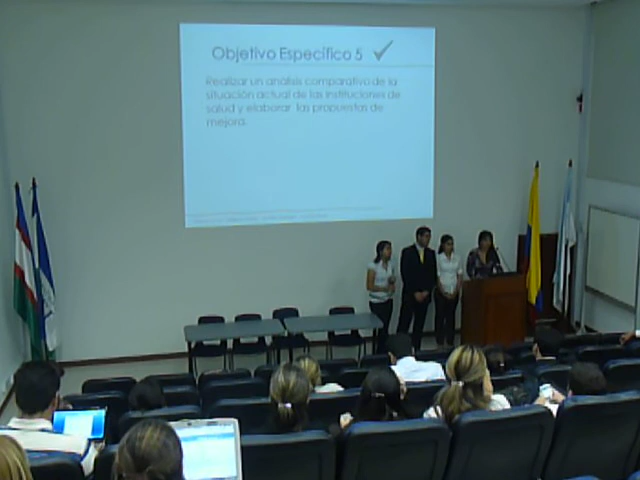 Objetivo Específico 5
Realizar un análisis comparativo de la
situación actual de las instituciones de
salud y elaborar las propuestas de
mejora.